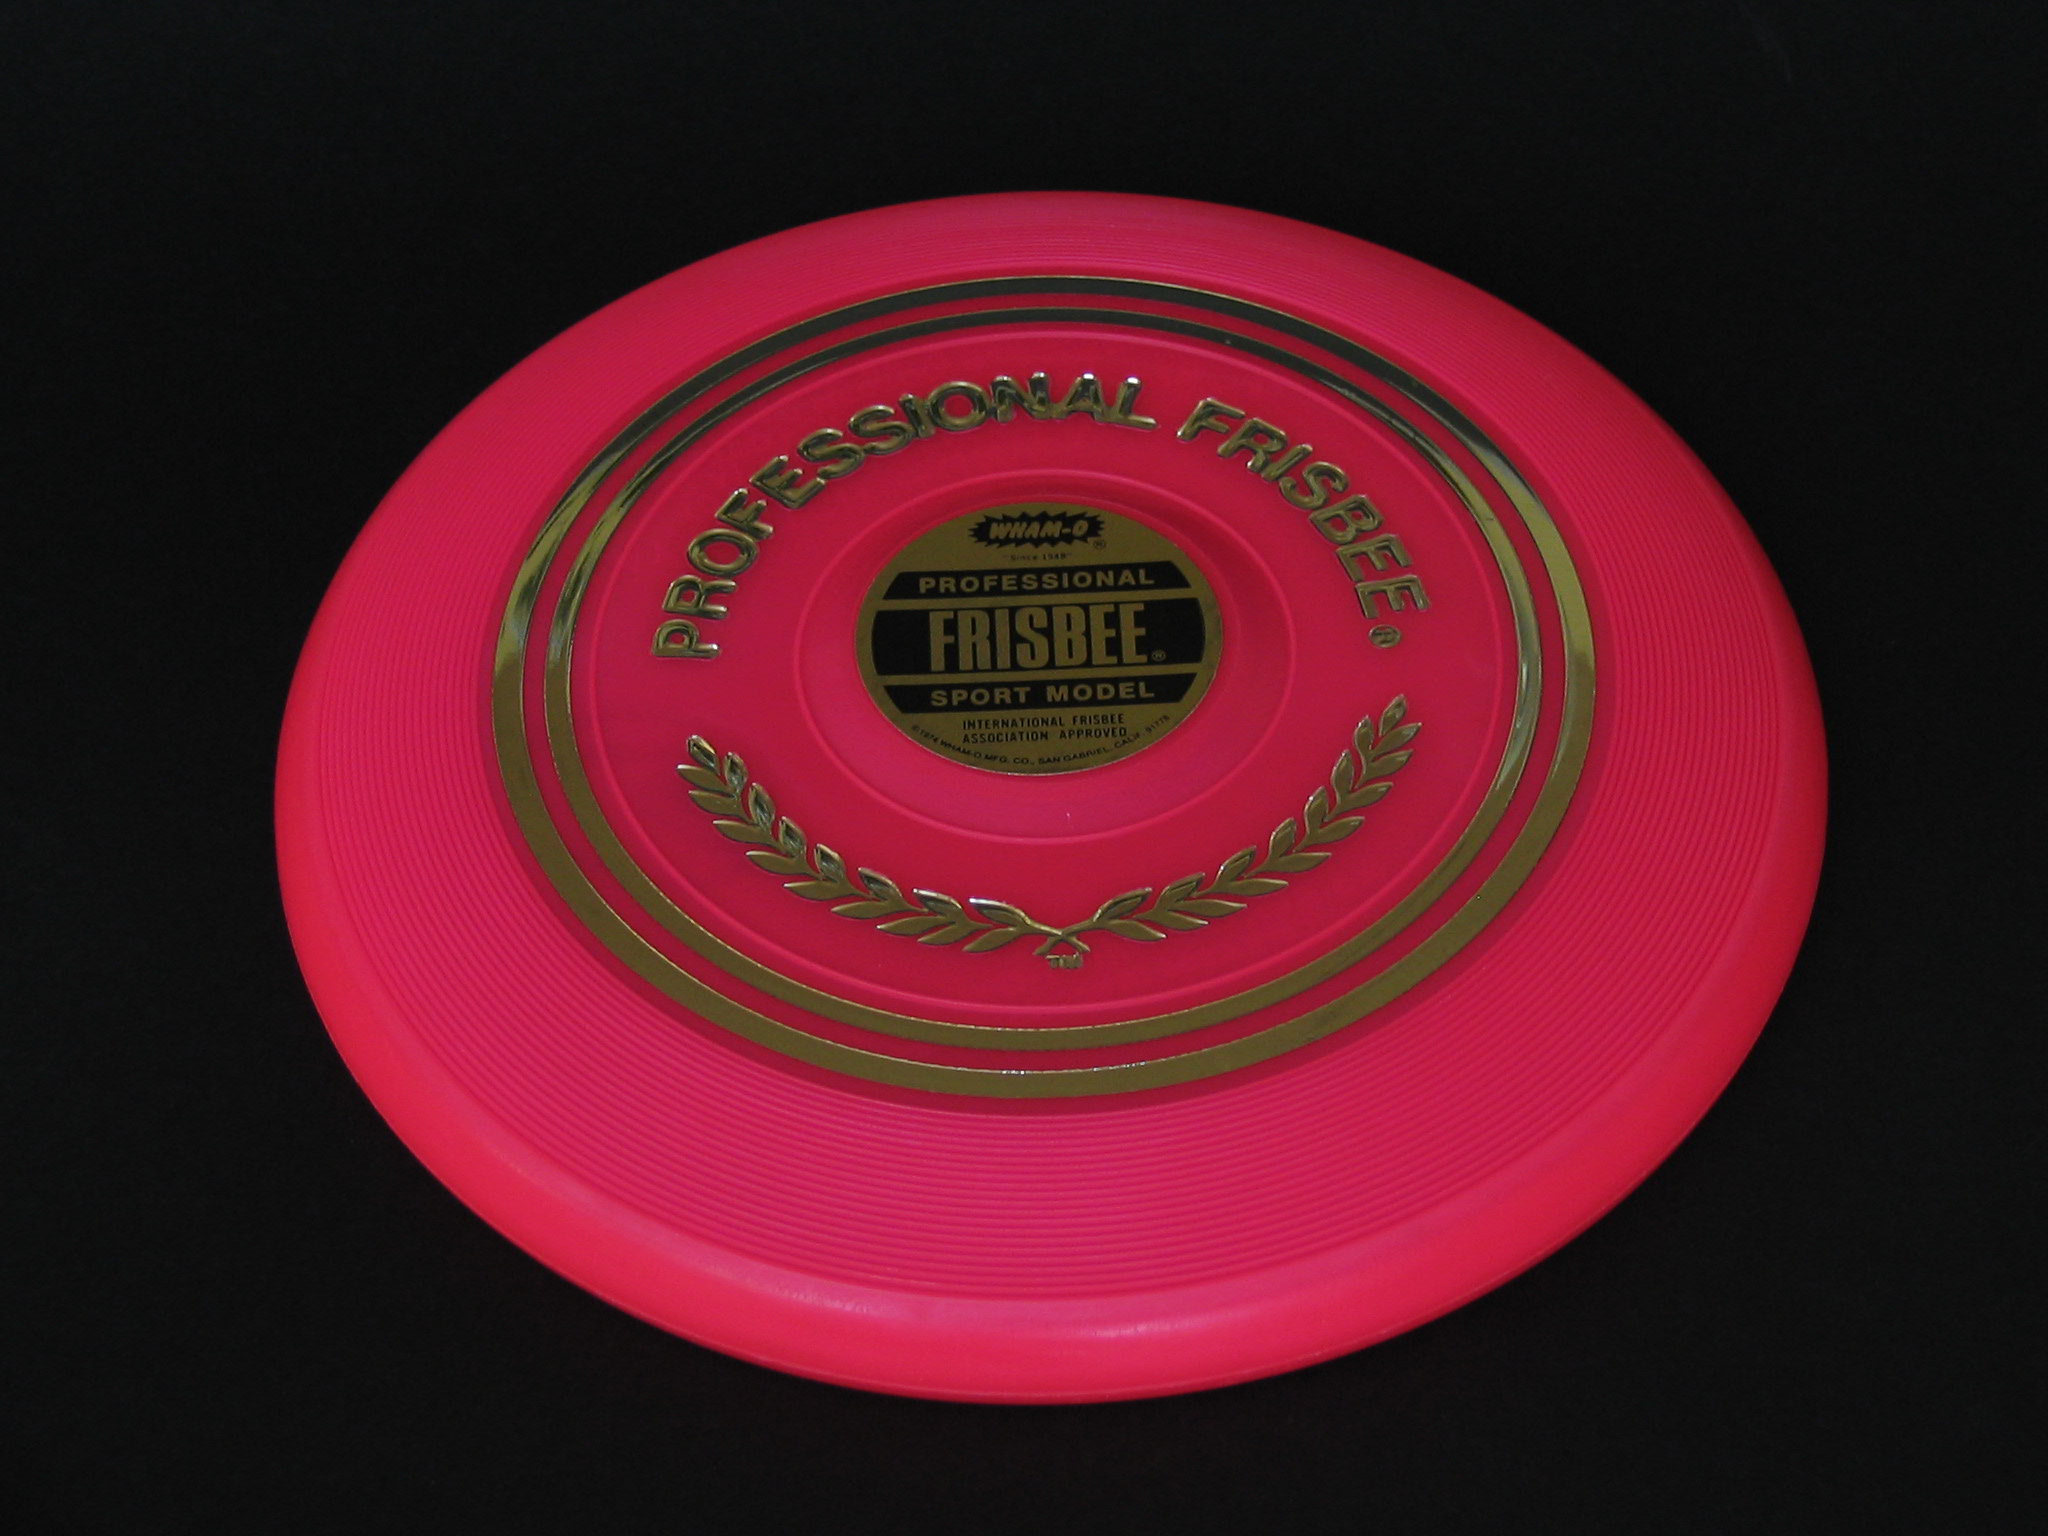 PROFESSIONAL FRISBEE®
WHAM-O®
"Since 1948"
PROFESSIONAL
FRISBEE®
SPORT MODEL
INTERNATIONAL FRISBEE
ASSOCIATION APPROVED
© 1974 WHAM-O MFG. CO., SAN GABRIEL, CALIF. 91778
TM